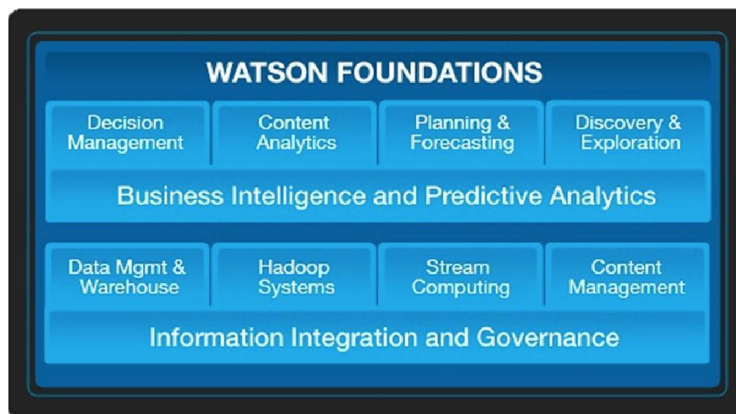 WATSON FOUNDATIONS
Decision
Management
Content
Analytics
Planning &
Forecasting
Discovery &
Exploration
Business Intelligence and Predictive Analytics
Data Mgmt &
Warehouse
Hadoop
Systems
Stream
Computing
Content
Management
Information Integration and Governance